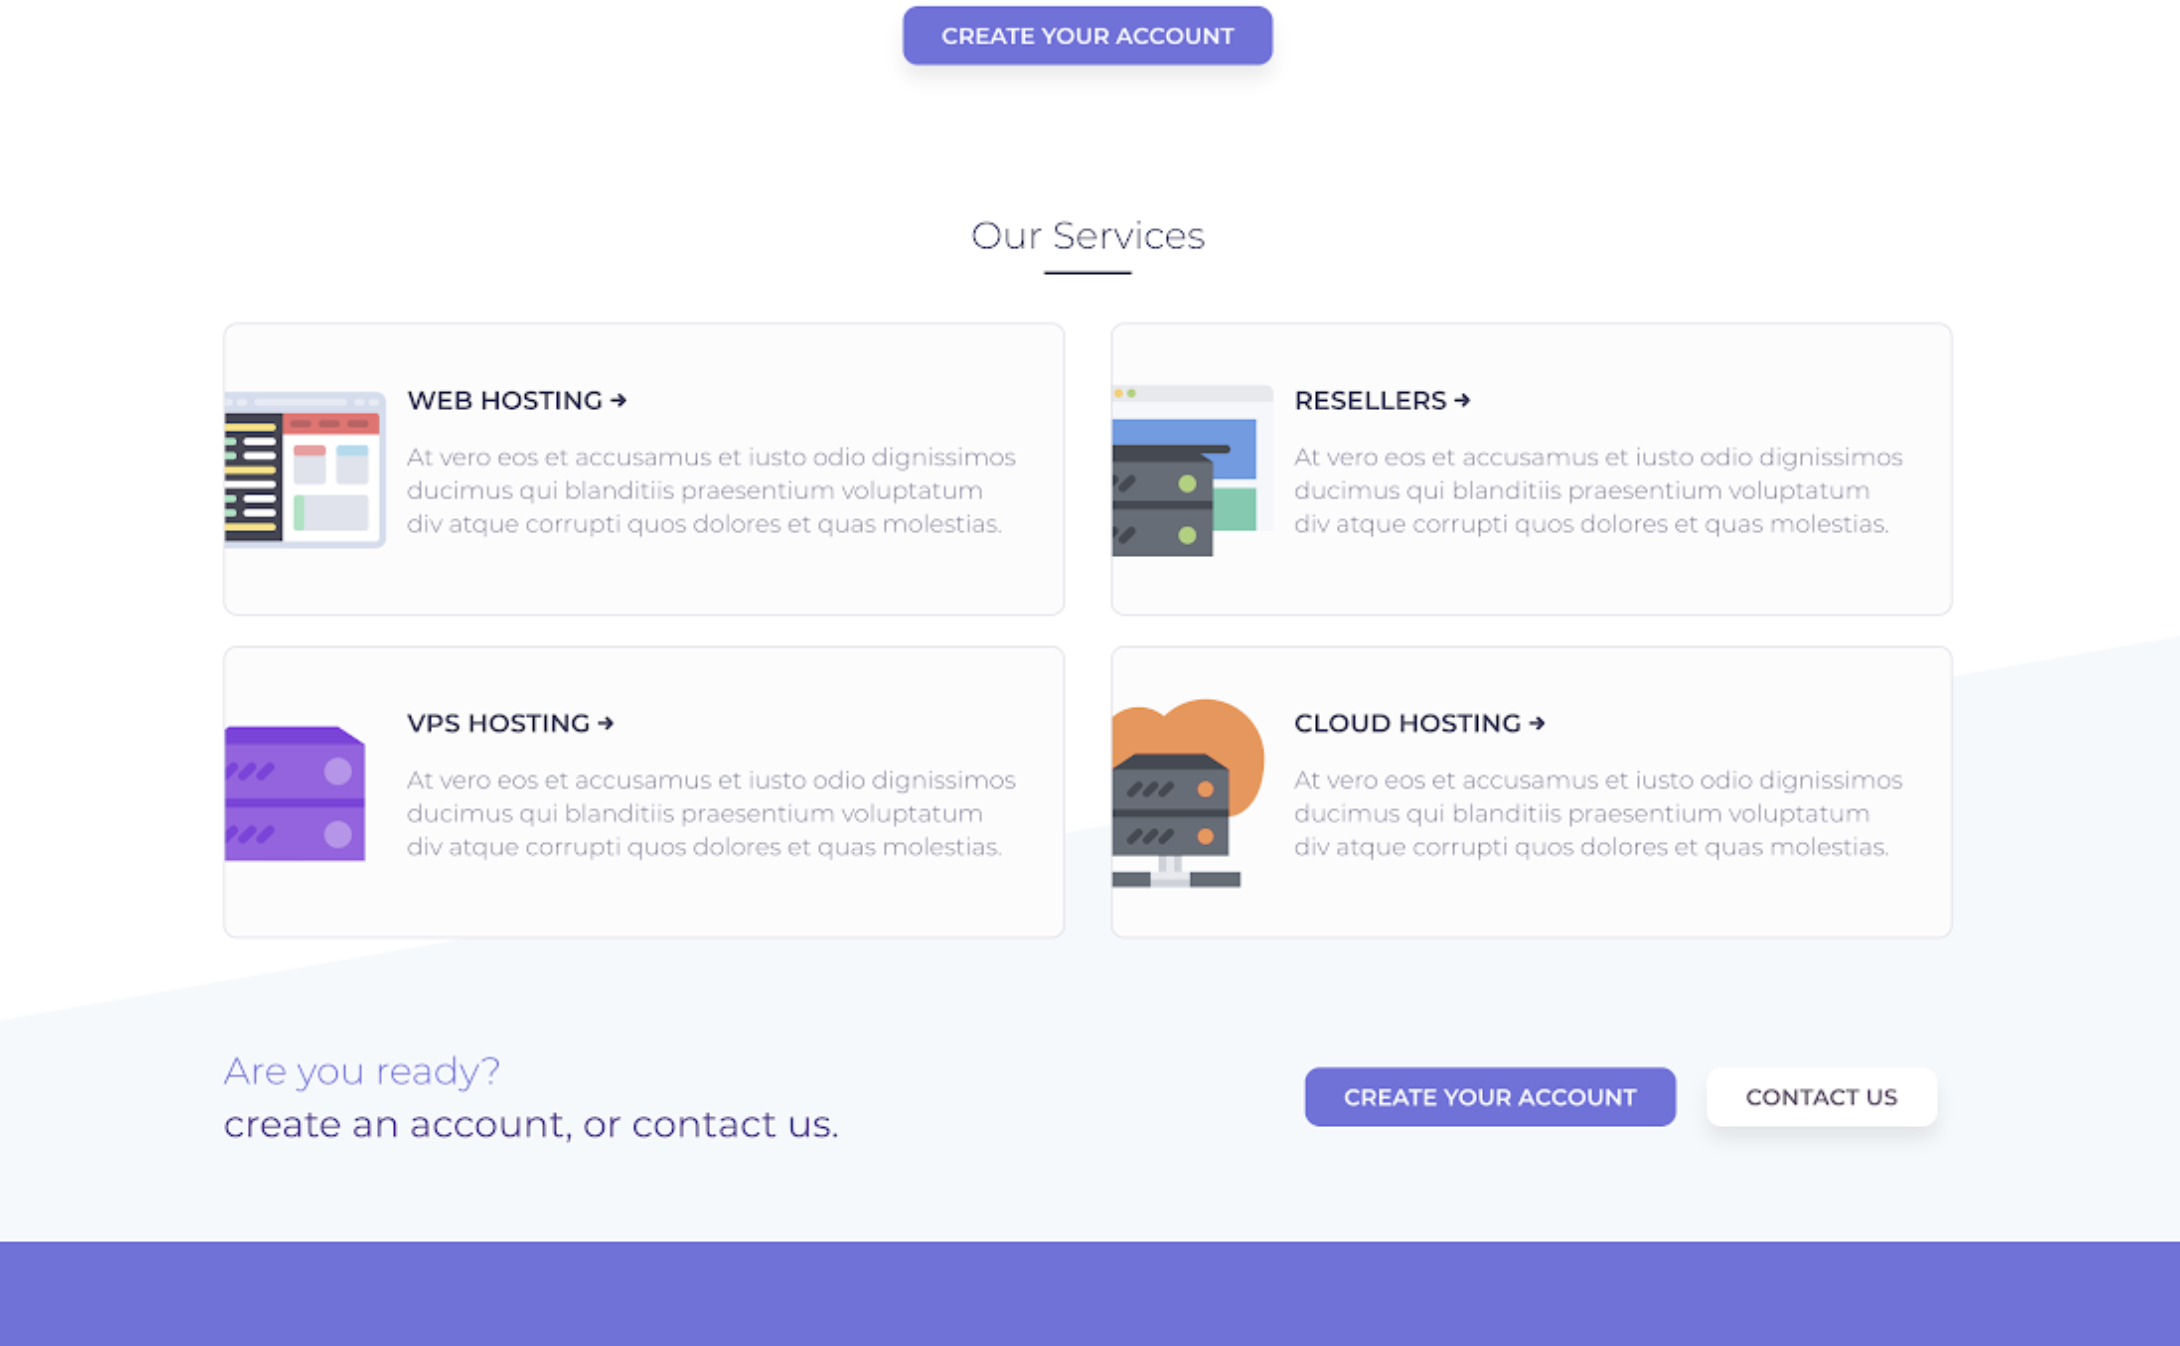 CREATE YOUR ACCOUNT
Our Services
WEB HOSTING →
At vero eos et accusamus et iusto odio dignissimos
ducimus qui blanditiis praesentium voluptatum
div atque corrupti quos dolores et quas molestias.
RESELLERS →
At vero eos et accusamus et iusto odio dignissimos
ducimus qui blanditiis praesentium voluptatum
div atque corrupti quos dolores et quas molestias.
VPS HOSTING →
At vero eos et accusamus et iusto odio dignissimos
ducimus qui blanditiis praesentium voluptatum
div atque corrupti quos dolores et quas molestias.
CLOUD HOSTING →
At vero eos et accusamus et iusto odio dignissimos
ducimus qui blanditiis praesentium voluptatum
div atque corrupti quos dolores et quas molestias.
Are you ready?
create an account, or contact us.
CREATE YOUR ACCOUNT
CONTACT US